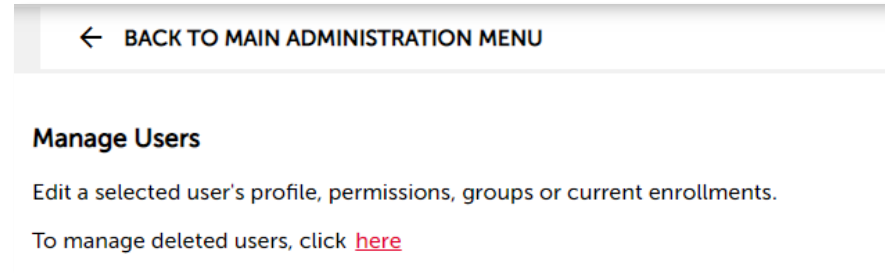 ← BACK TO MAIN ADMINISTRATION MENU
Manage Users
Edit a selected user's profile, permissions, groups or current enrollments.
To manage deleted users, click here